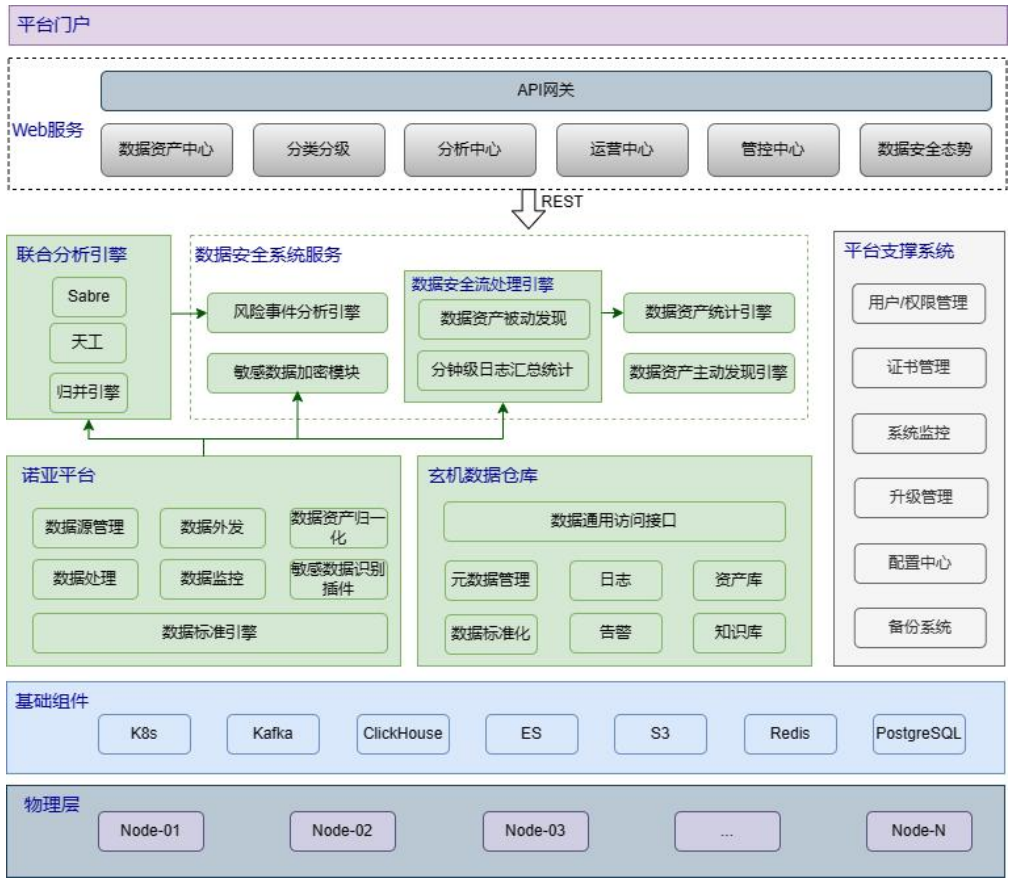 平台门户
API网关
Web服务
数据资产中心
分类分级
分析中心
运营中心
管控中心
数据安全态势
REST
联合分析引擎
Sabre
天工
归并引擎
数据安全系统服务
风险事件分析引擎
敏感数据加密模块
数据安全流处理引擎
数据资产被动发现
分钟级日志汇总统计
数据资产统计引擎
数据资产主动发现引擎
平台支撑系统
用户/权限管理
证书管理
系统监控
升级管理
配置中心
备份系统
诺亚平台
数据源管理
数据外发
数据资产归一
化
数据处理
数据监控
敏感数据识别
插件
数据标准引擎
玄机数据仓库
数据通用访问接口
元数据管理
日志
资产库
数据标准化
告警
知识库
基础组件
K8s
Kafka
ClickHouse
ES
S3
Redis
PostgreSQL
物理层
Node-01
Node-02
Node-03
...
Node-N